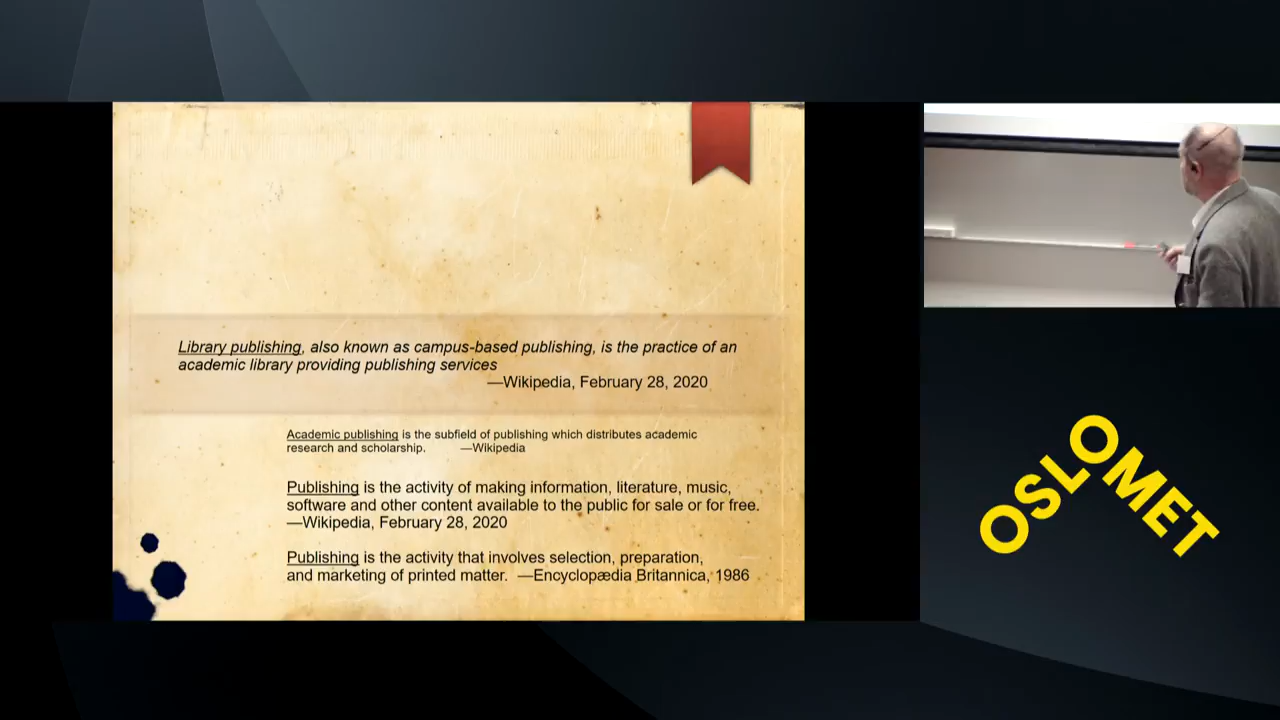 Library publishing, also known as campus-based publishing, is the practice of an
academic library providing publishing services
—Wikipedia, February 28, 2020
Academic publishing is the subfield of publishing which distributes academic
research and scholarship. —Wikipedia
Publishing is the activity of making information, literature, music,
software and other content available to the public for sale or for free.
—Wikipedia, February 28, 2020
Publishing is the activity that involves selection, preparation,
and marketing of printed matter. —Encyclopædia Britannica, 1986
OSLOMET